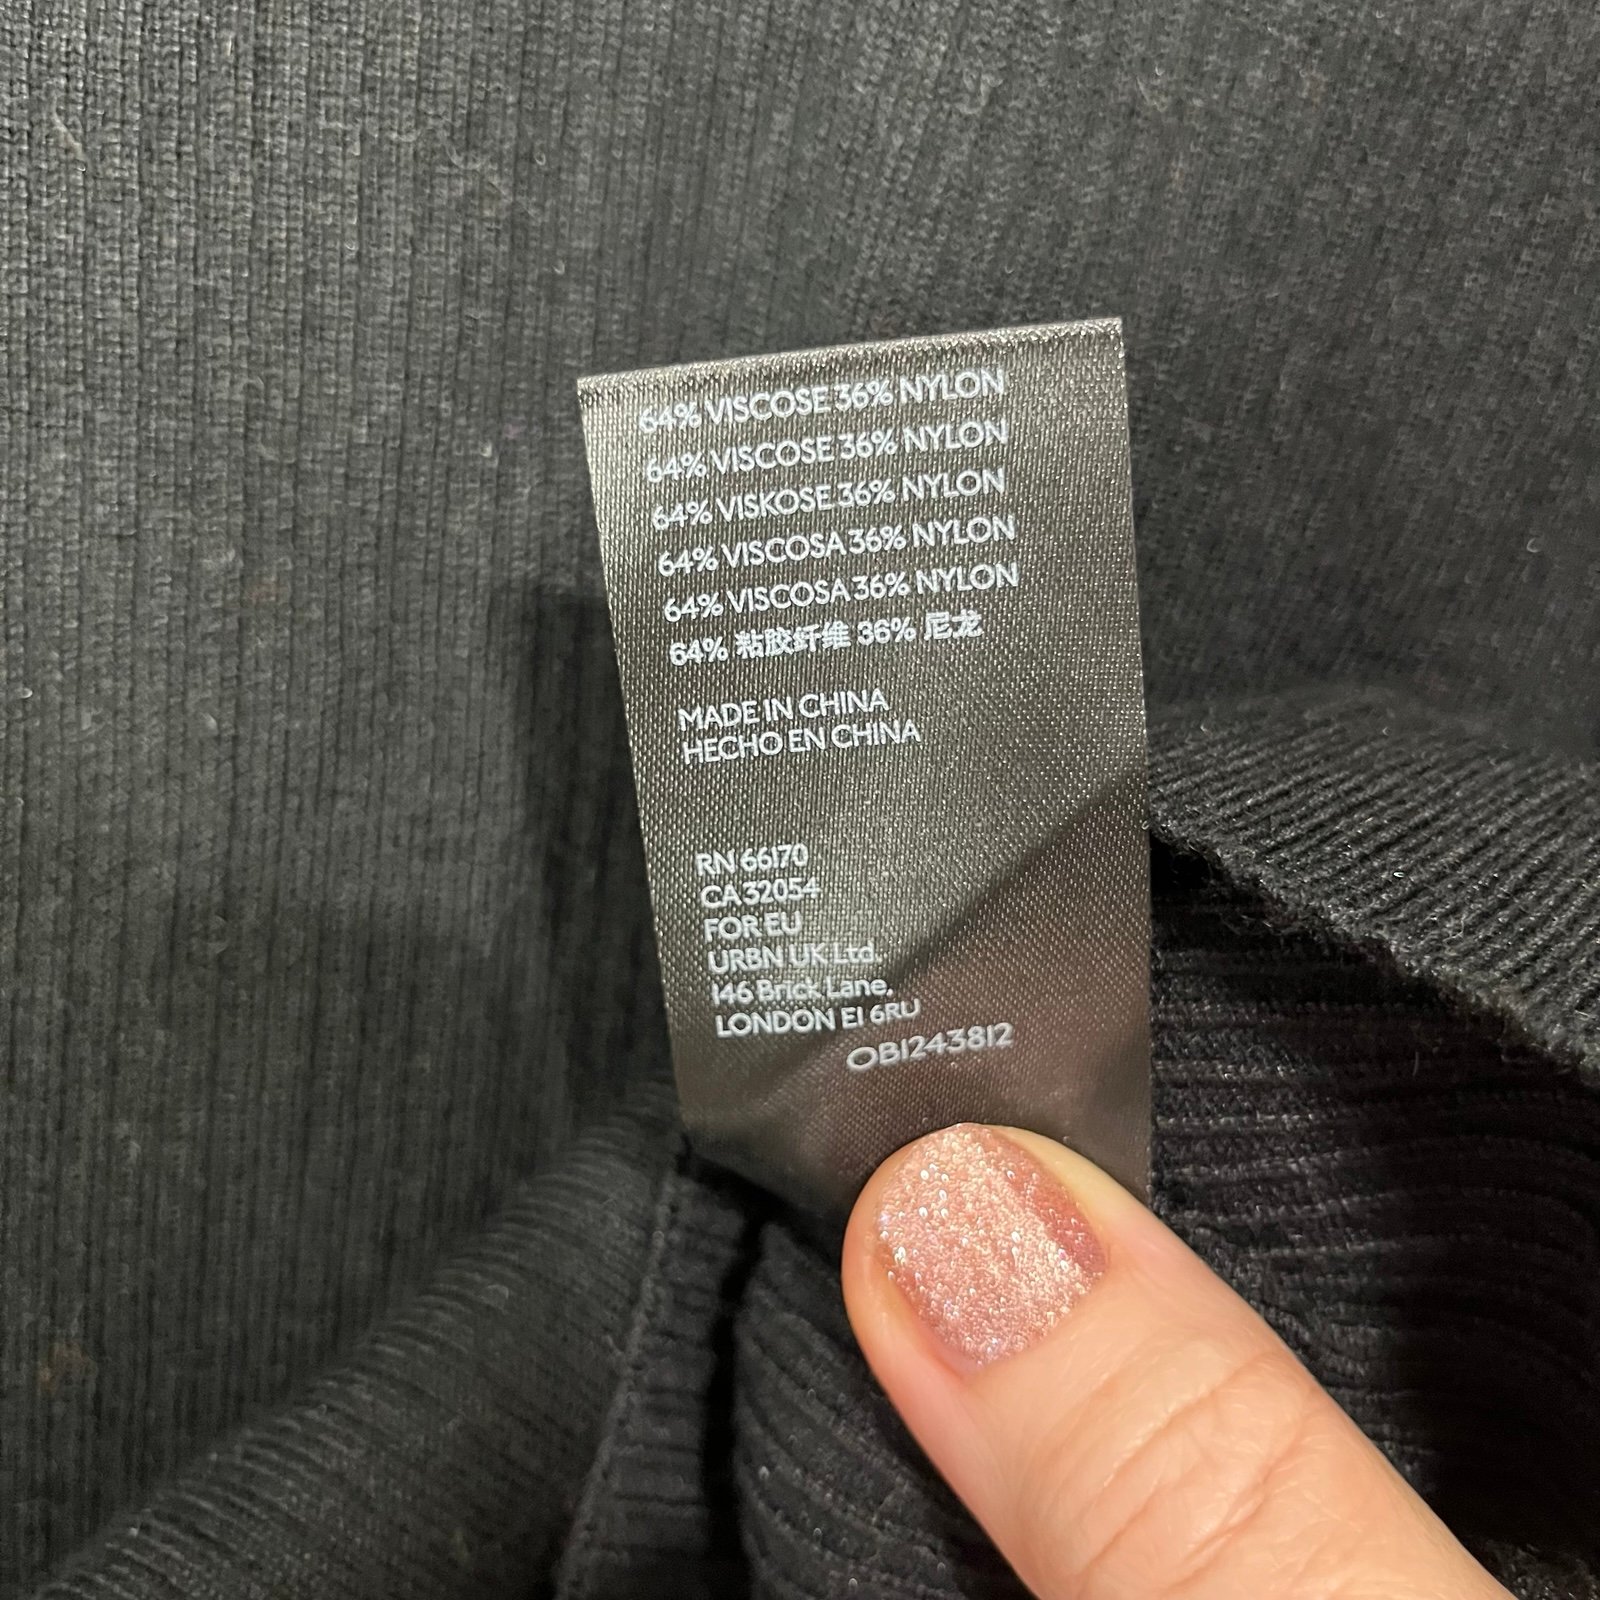 64% VISCOSE 36% NYLON
64% VISCOSE 36% NYLON
64% VISKOSE 36% NYLON
64% VISCOSA 36% NYLON
64% VISCOSA 36% NYLON
64% 粘胶纤维 36% 尼龙
MADE IN CHINA
HECHO EN CHINA
RN 66170
CA 32054
FOR EU
URBN UK Ltd.
146 Brick Lane,
LONDON E1 6RU
OB1243812